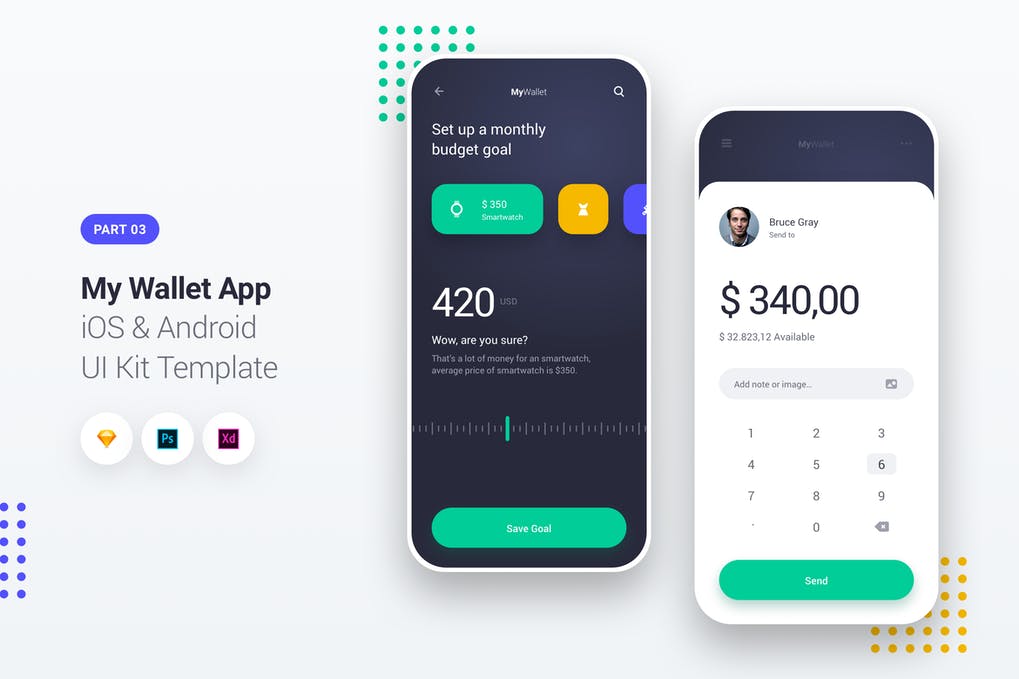 PART 03
My Wallet App
iOS & Android
UI Kit Template
Ps
Xd
MyWallet
Set up a monthly
budget goal
$ 350
Smartwatch
420 USD
Wow, are you sure?
That's a lot of money for an smartwatch,
average price of smartwatch is $350.
Save Goal
MyWallet
Bruce Gray
Send to
$ 340,00
$ 32.823,12 Available
Add note or image...
1 2 3
4 5 6
7 8 9
. 0
Send